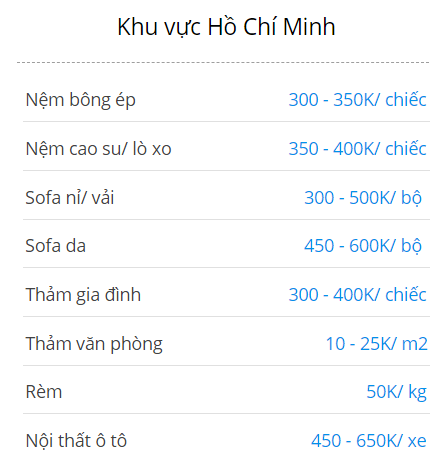 Khu vực Hồ Chí Minh
Nệm bông ép 300 - 350K/ chiếc
Nệm cao su/ lò xo 350 - 400K/ chiếc
Sofa nỉ/ vải 300 - 500K/ bộ
Sofa da 450 - 600K/ bộ
Thảm gia đình 300 - 400K/ chiếc
Thảm văn phòng 10 - 25K/ m2
Rèm 50K/ kg
Nội thất ô tô 450 - 650K/ xe